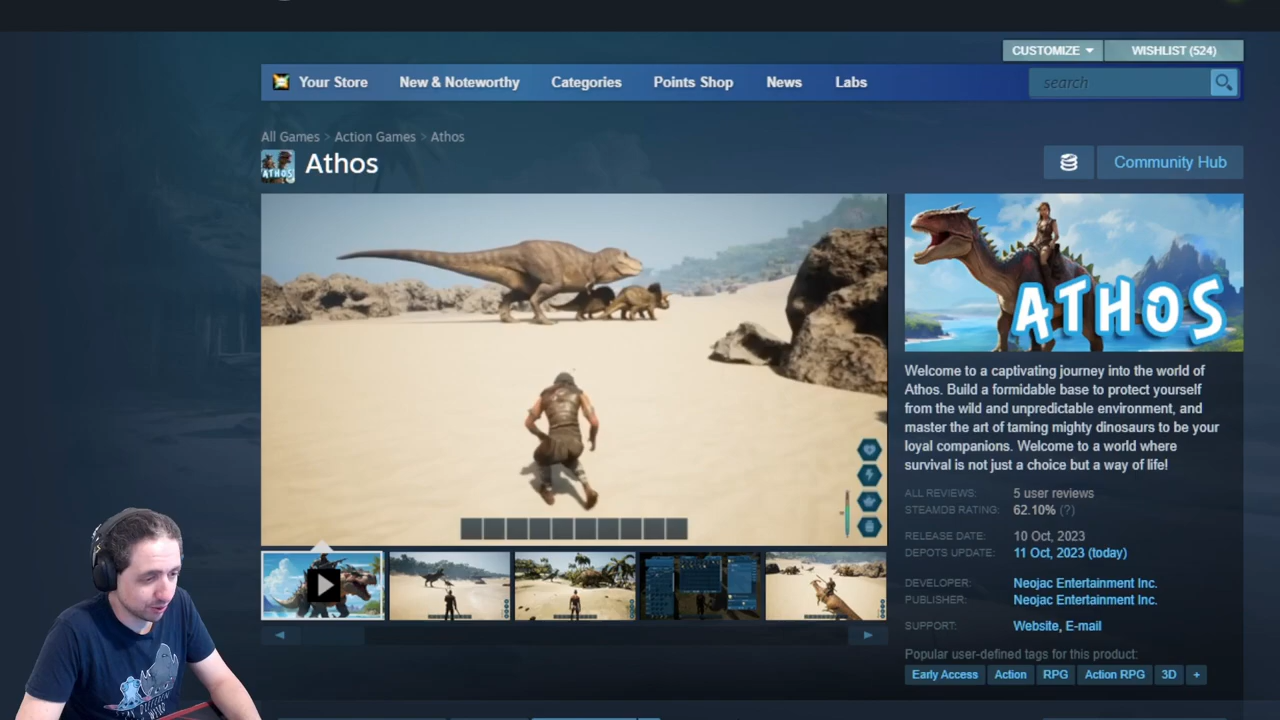 CUSTOMIZE
WISHLIST (524)
Your Store
New & Noteworthy
Categories
Points Shop
News
Labs
search
All Games > Action Games > Athos
ATHOS
Athos
Community Hub
ATHOS
Welcome to a captivating journey into the world of
Athos. Build a formidable base to protect yourself
from the wild and unpredictable environment, and
master the art of taming mighty dinosaurs to be your
loyal companions. Welcome to a world where
survival is not just a choice but a way of life!
ALL REVIEWS: 5 user reviews
STEAMDB RATING: 62.10% (?)
RELEASE DATE: 10 Oct, 2023
DEPOTS UPDATE: 11 Oct, 2023 (today)
DEVELOPER: Neojac Entertainment Inc.
PUBLISHER: Neojac Entertainment Inc.
SUPPORT: Website, E-mail
Popular user-defined tags for this product:
Early Access
Action
RPG
Action RPG
3D
+